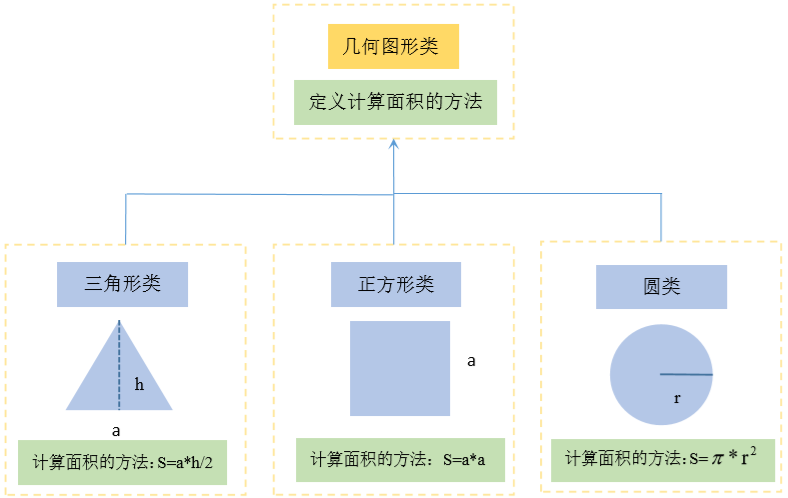 几何图形类
定义计算面积的方法
三角形类
正方形类
圆类
h
a
a
r
计算面积的方法：S=a*h/2
计算面积的方法：S=a*a
计算面积的方法：S=π*r²